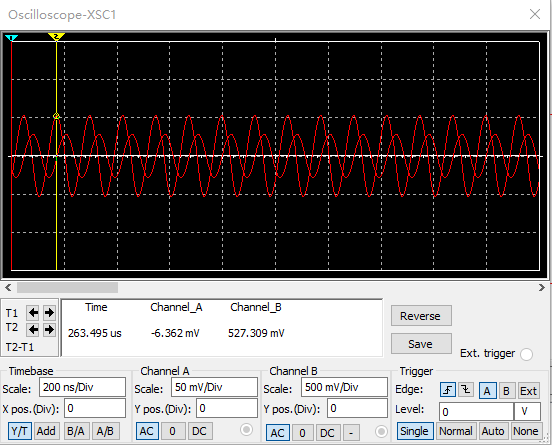 Oscilloscope-XSC1
1 2
T1
T2
T2-T1
Time Channel_A Channel_B
263.495 us -6.362 mV 527.309 mV
Reverse
Save
Ext. trigger
Timebase
Scale: 200 ns/Div
X pos.(Div): 0
Y/T Add B/A A/B
Channel A
Scale: 50 mV/Div
Y pos.(Div): 0
AC 0 DC
Channel B
Scale: 500 mV/Div
Y pos.(Div): 0
AC 0 DC -
Trigger
Edge: A B Ext
Level: 0 V
Single Normal Auto None